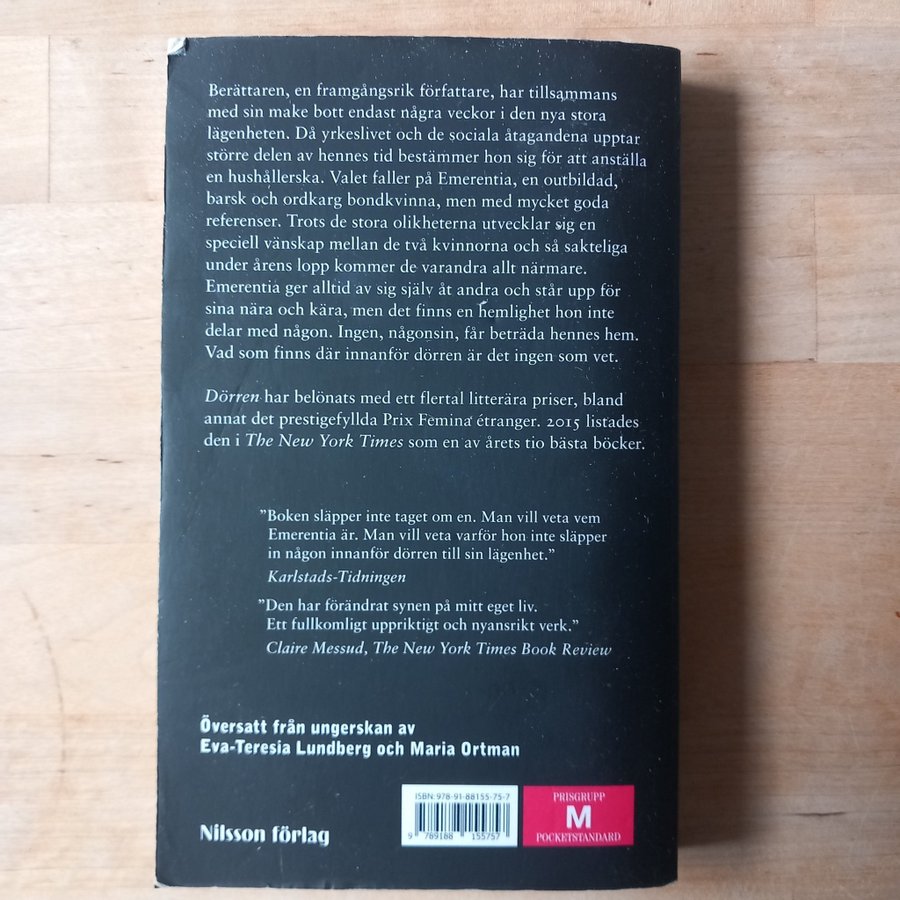 Berättaren, en framgångsrik författare, har tillsammans
med sin make bott endast några veckor i den nya stora
lägenheten. Då yrkeslivet och de sociala åtagandena upptar
större delen av hennes tid bestämmer hon sig för att anställa
en hushållerska. Valet faller på Emerentia, en outbildad,
barsk och ordkarg bondkvinna, men med mycket goda
referenser. Trots de stora olikheterna utvecklar sig en
speciell vänskap mellan de två kvinnorna och så sakteliga
under årens lopp kommer de varandra allt närmare.
Emerentia ger alltid av sig själv åt andra och står upp för
sina nära och kära, men det finns en hemlighet hon inte
delar med någon. Ingen, någonsin, får beträda hennes hem.
Vad som finns där innanför dörren är det ingen som vet.
Dörren har belönats med ett flertal litterära priser, bland
annat det prestigefyllda Prix Femina étranger. 2015 listades
den i The New York Times som en av årets tio bästa böcker.
”Boken släpper inte taget om en. Man vill veta vem
Emerentia är. Man vill veta varför hon inte släpper
in någon innanför dörren till sin lägenhet.”
Karlstads-Tidningen
”Den har förändrat synen på mitt eget liv.
Ett fullkomligt uppriktigt och nyansrikt verk.”
Claire Messud, The New York Times Book Review
Översatt från ungerskan av
Eva-Teresia Lundberg och Maria Ortman
Nilsson förlag
ISBN: 978-91-88155-75-7
9 789188 155757
PRISGRUPP
M
POCKETSTANDARD